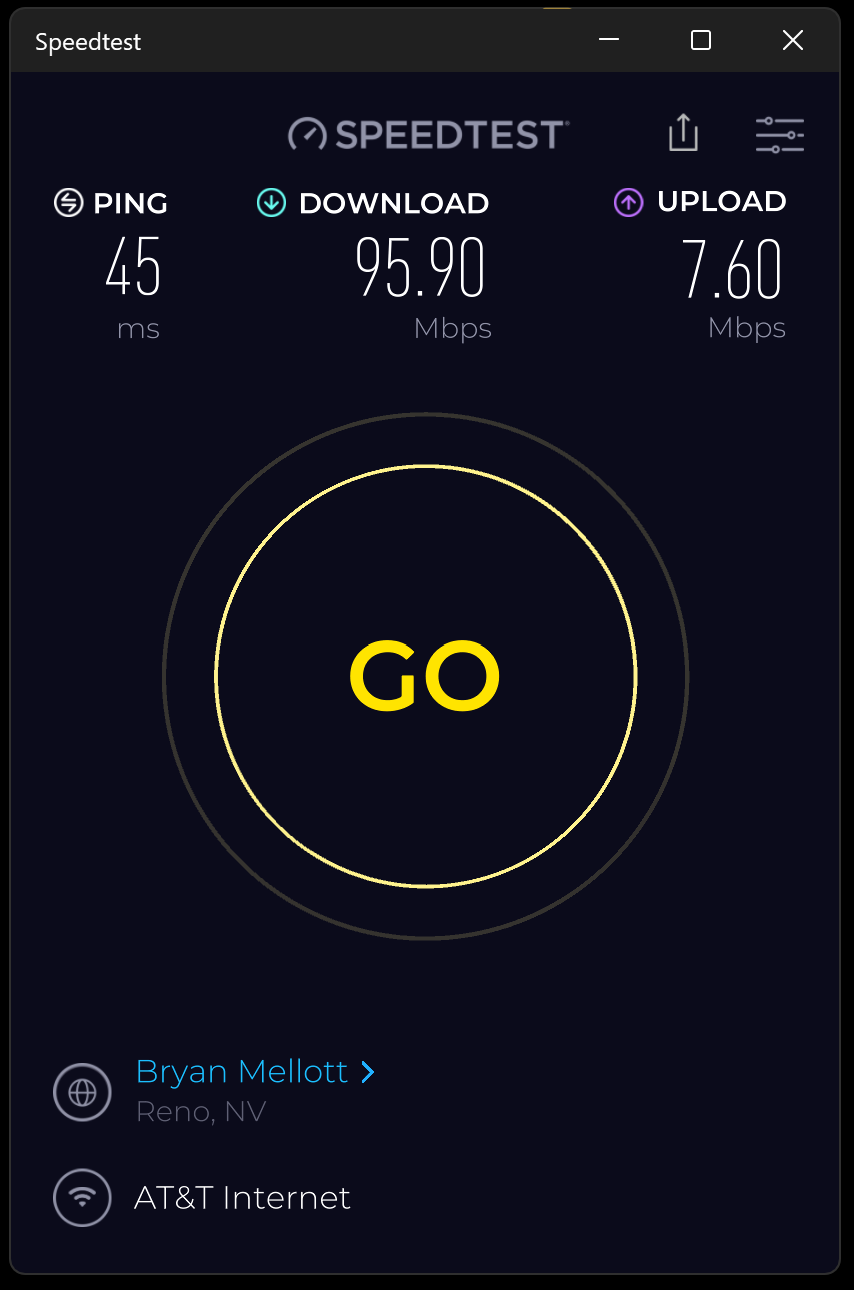 Speedtest
SPEEDTEST
PING
45
ms
DOWNLOAD
95.90
Mbps
UPLOAD
7.60
Mbps
GO
Bryan Mellott
Reno, NV
AT&T Internet